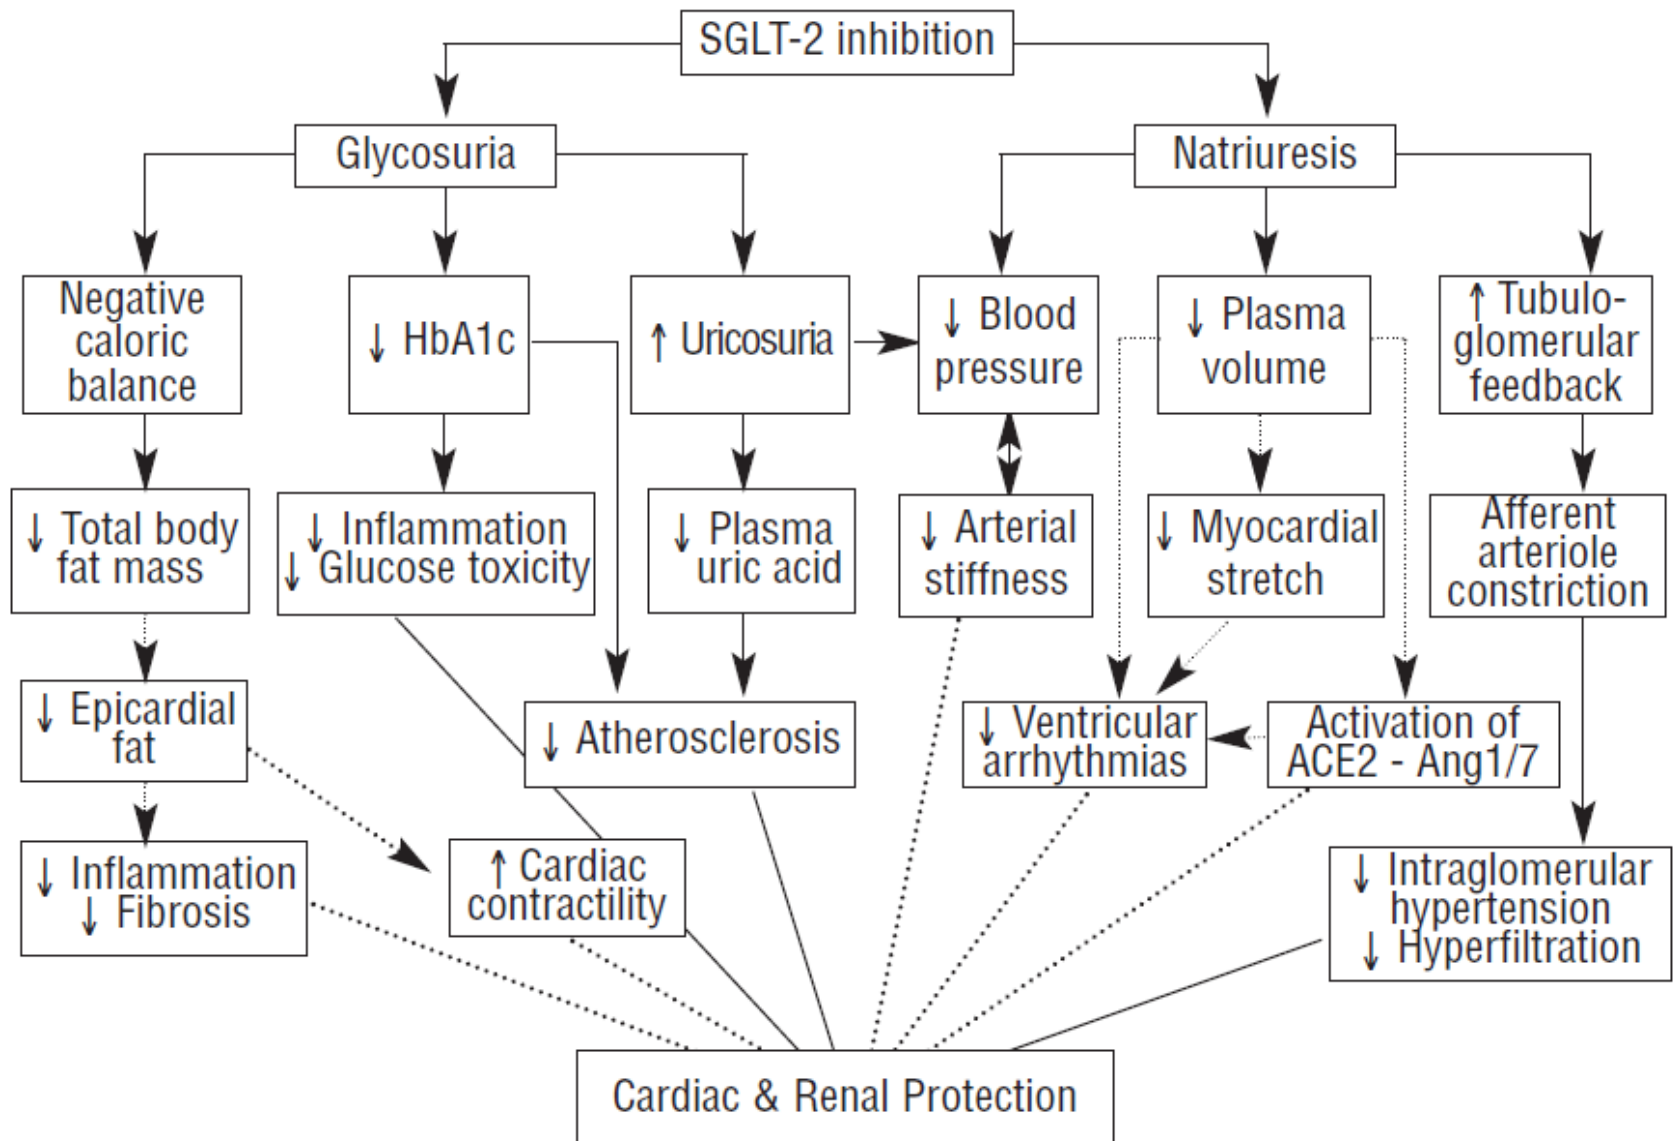 SGLT-2 inhibition
Glycosuria
Natriuresis
Negative
caloric
balance
↓ HbA1c
↑ Uricosuria
↓ Blood
pressure
↓ Plasma
volume
↑ Tubulo-
glomerular
feedback
↓ Total body
fat mass
↓ Inflammation
↓ Glucose toxicity
↓ Plasma
uric acid
↓ Arterial
stiffness
↓ Myocardial
stretch
Afferent
arteriole
constriction
↓ Epicardial
fat
↓ Atherosclerosis
↓ Ventricular
arrhythmias
Activation of
ACE2 - Ang1/7
↓ Inflammation
↓ Fibrosis
↑ Cardiac
contractility
↓ Intraglomerular
hypertension
↓ Hyperfiltration
Cardiac & Renal Protection